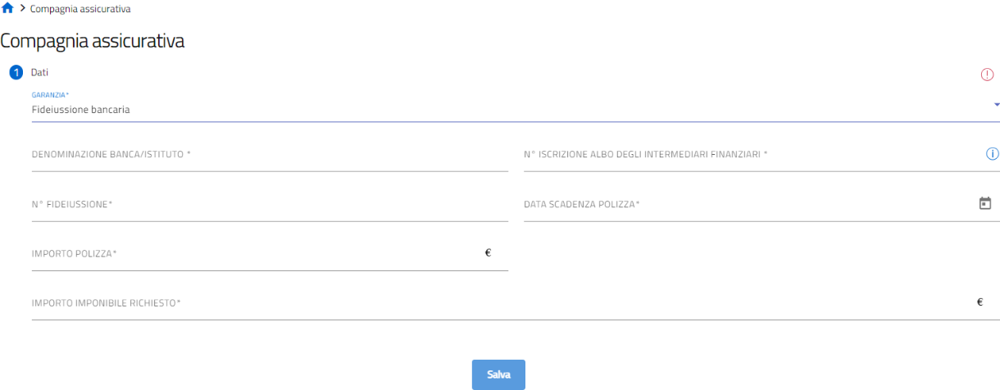 Compagnia assicurativa
Compagnia assicurativa
1 Dati
GARANZIA*
Fideiussione bancaria
DENOMINAZIONE BANCA/ISTITUTO *
N° ISCRIZIONE ALBO DEGLI INTERMEDIARI FINANZIARI *
N° FIDEIUSSIONE*
DATA SCADENZA POLIZZA*
IMPORTO POLIZZA* €
IMPORTO IMPONIBILE RICHIESTO* €
Salva